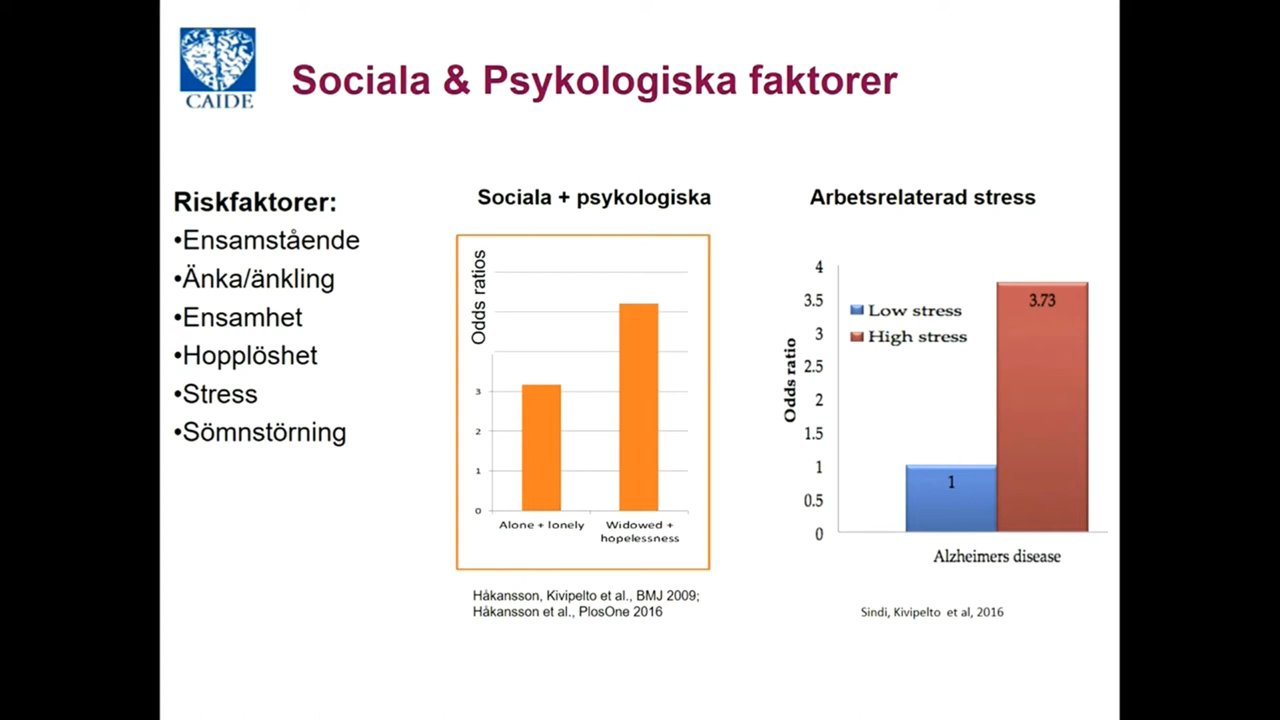 CAIDE
Sociala & Psykologiska faktorer
Riskfaktorer:
•Ensamstående
•Änka/änkling
•Ensamhet
•Hopplöshet
•Stress
•Sömnstörning
Sociala + psykologiska
Odds ratios
3
2
1
0
Alone + lonely
Widowed +
hopelessness
Håkansson, Kivipelto et al., BMJ 2009;
Håkansson et al., PlosOne 2016
Arbetsrelaterad stress
Odds ratio
4
3.5
3
2.5
2
1.5
1
0.5
0
Low stress
High stress
1
3.73
Alzheimers disease
Sindi, Kivipelto et al, 2016